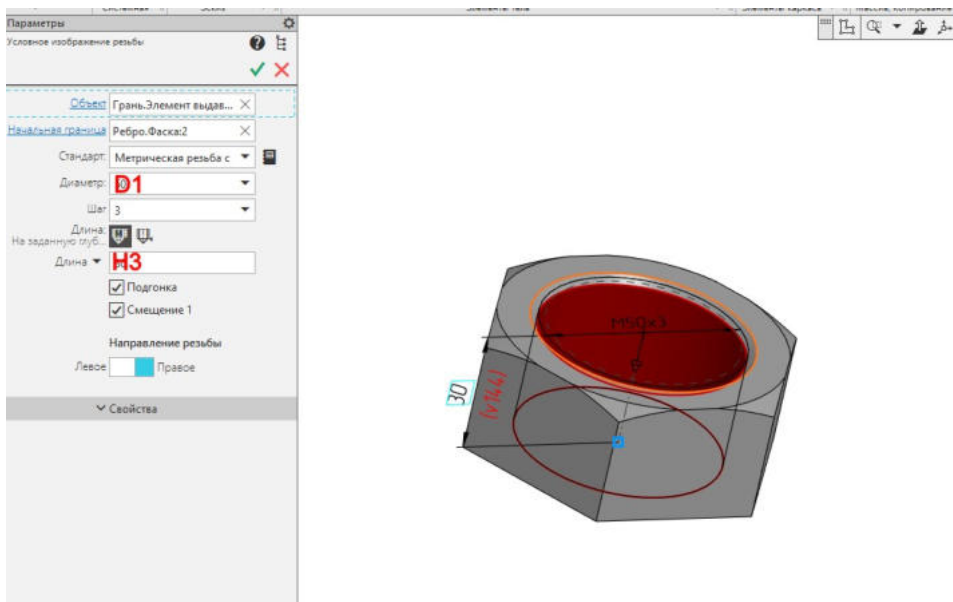 Параметры
Условное изображение резьбы
Объект Грань.Элемент выдав...
Начальная граница Ребро.Фаска:2
Стандарт: Метрическая резьба с
Диаметр: D1
Шаг 3
Длина:
На заданную глуб...
Длина H3
Подгонка
Смещение 1
Направление резьбы
Левое Правое
Свойства
M50x3
30
(v144)